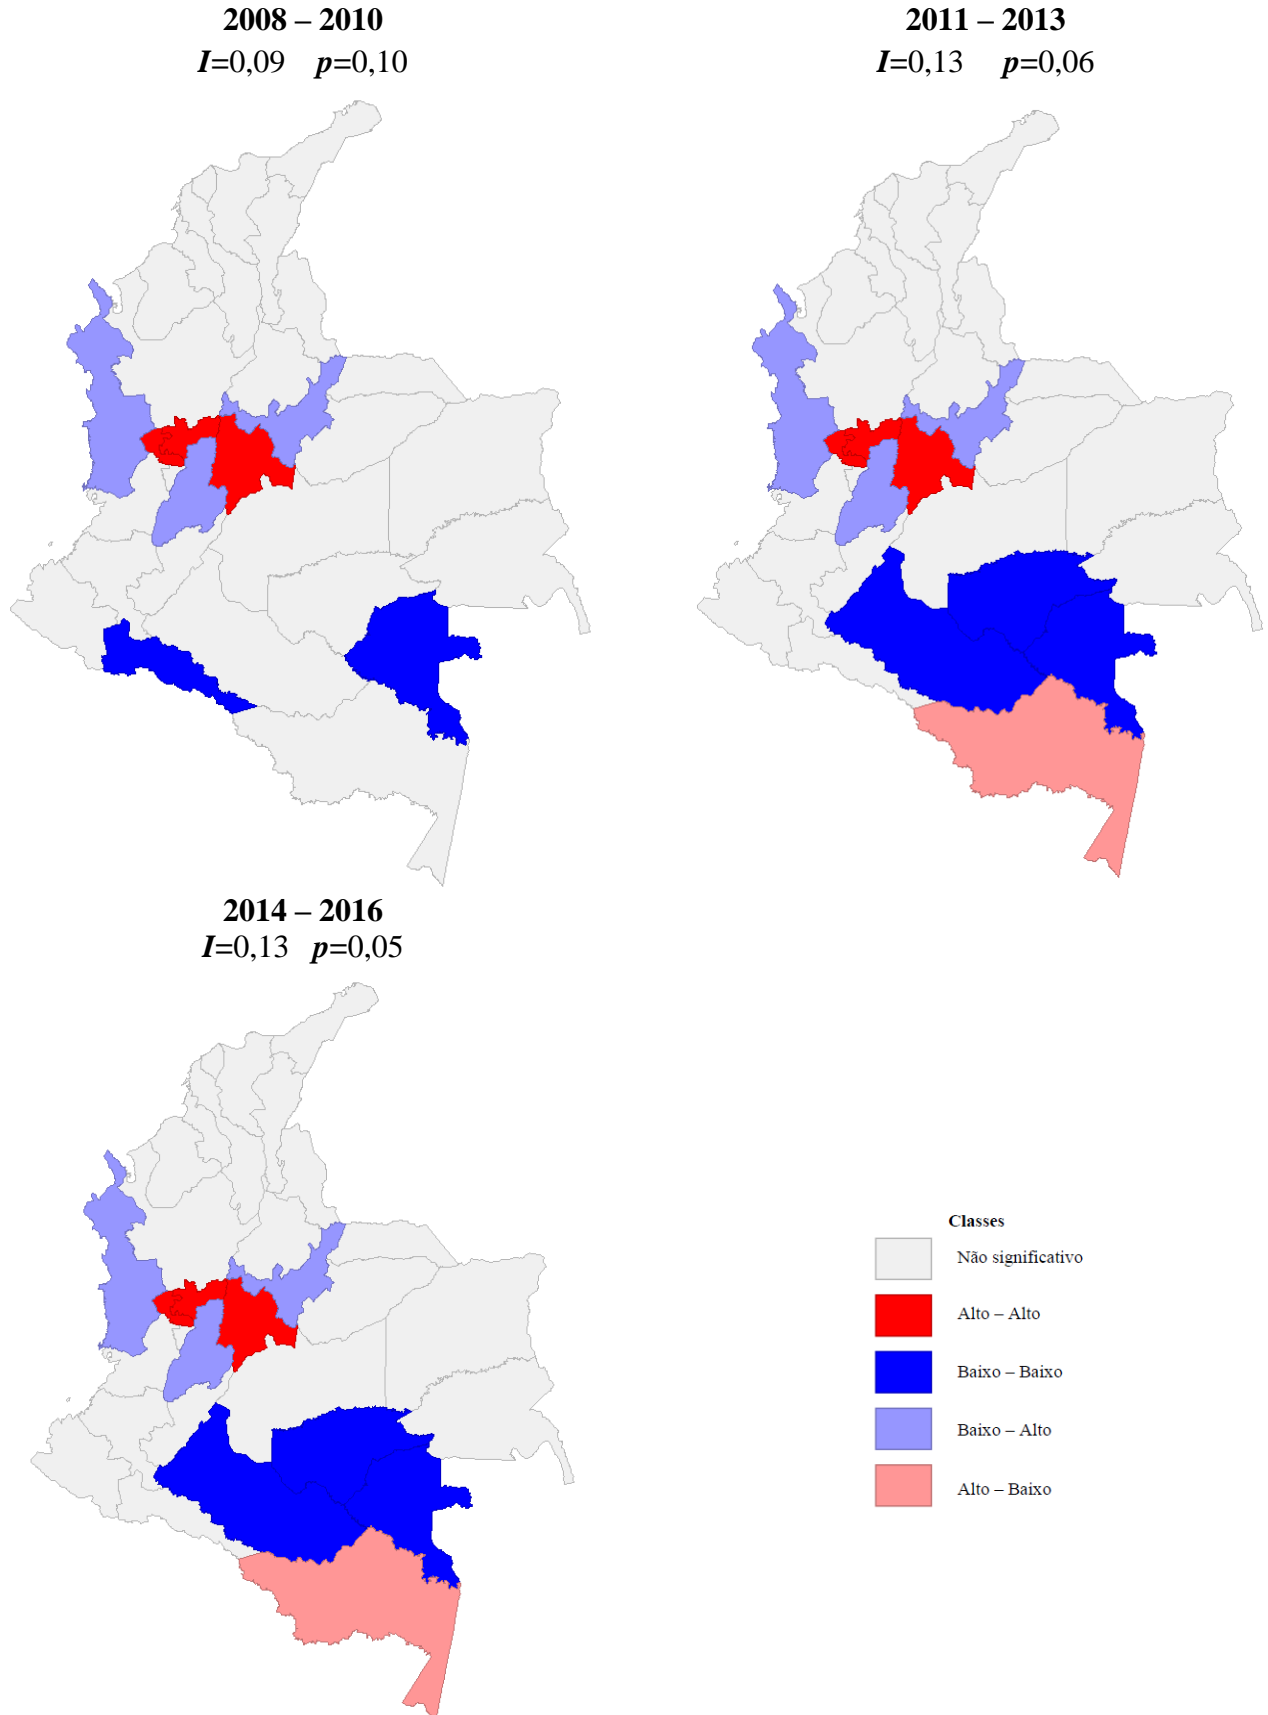 2008 – 2010
I=0,09 p=0,10
2011 – 2013
I=0,13 p=0,06
2014 – 2016
I=0,13 p=0,05
Classes
Não significativo
Alto – Alto
Baixo – Baixo
Baixo – Alto
Alto – Baixo